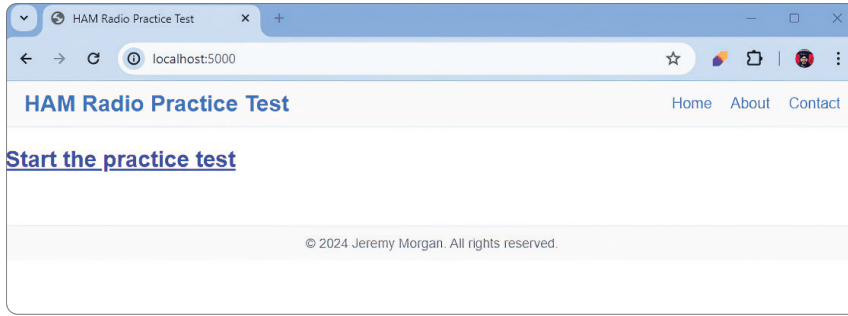 HAM Radio Practice Test
localhost:5000
HAM Radio Practice Test Home About Contact
Start the practice test
© 2024 Jeremy Morgan. All rights reserved.